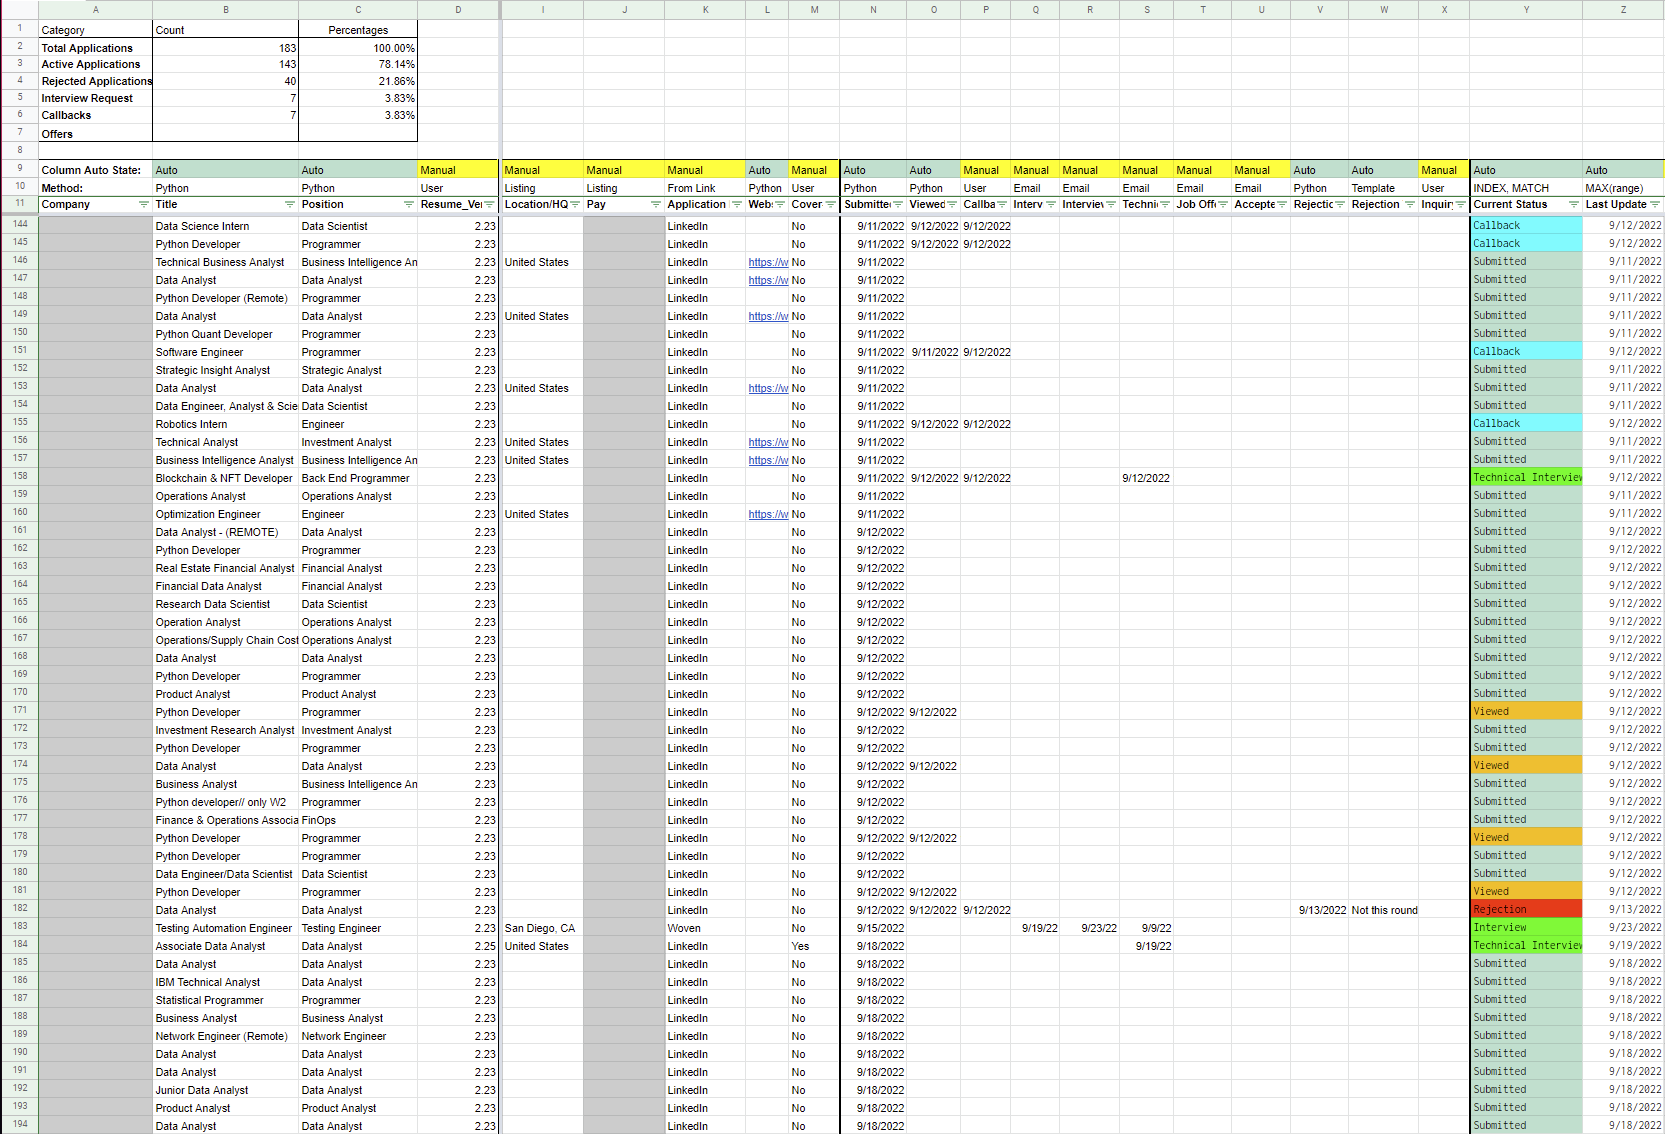 A B C D I J K L M N O P Q R S T U V W X Y Z
1 Category Count Percentages
2 Total Applications 183 100.00%
3 Active Applications 143 78.14%
4 Rejected Applications 40 21.86%
5 Interview Request 7 3.83%
6 Callbacks 7 3.83%
7 Offers
8
9 Column Auto State: Auto Auto Manual Manual Manual Manual Auto Manual Auto Auto Manual Manual Manual Manual Manual Manual Auto Auto Manual Auto Auto
10 Method: Python Python User Listing Listing From Link Python User Python Python User Email Email Email Email Email Python Template User INDEX, MATCH MAX(range)
11 Company Title Position Resume_Ve Location/HQ Pay Application Web Cover Submitte Viewed Callba Interv Interview Techni Job Off Accepte Rejectic Rejection Inquir Current Status Last Update
144 Data Science Intern Data Scientist 2.23 LinkedIn No 9/11/2022 9/12/2022 9/12/2022 Callback 9/12/2022
145 Python Developer Programmer 2.23 LinkedIn No 9/11/2022 9/12/2022 9/12/2022 Callback 9/12/2022
146 Technical Business Analyst Business Intelligence An 2.23 United States LinkedIn https://w No 9/11/2022 Submitted 9/11/2022
147 Data Analyst Data Analyst 2.23 LinkedIn https://w No 9/11/2022 Submitted 9/11/2022
148 Python Developer (Remote) Programmer 2.23 LinkedIn No 9/11/2022 Submitted 9/11/2022
149 Data Analyst Data Analyst 2.23 United States LinkedIn https://w No 9/11/2022 Submitted 9/11/2022
150 Python Quant Developer Programmer 2.23 LinkedIn No 9/11/2022 Submitted 9/11/2022
151 Software Engineer Programmer 2.23 LinkedIn No 9/11/2022 9/11/2022 9/12/2022 Callback 9/12/2022
152 Strategic Insight Analyst Strategic Analyst 2.23 LinkedIn No 9/11/2022 Submitted 9/11/2022
153 Data Analyst Data Analyst 2.23 United States LinkedIn https://w No 9/11/2022 Submitted 9/11/2022
154 Data Engineer, Analyst & Scie Data Scientist 2.23 LinkedIn No 9/11/2022 Submitted 9/11/2022
155 Robotics Intern Engineer 2.23 LinkedIn No 9/11/2022 9/12/2022 9/12/2022 Callback 9/12/2022
156 Technical Analyst Investment Analyst 2.23 United States LinkedIn https://w No 9/11/2022 Submitted 9/11/2022
157 Business Intelligence Analyst Business Intelligence An 2.23 United States LinkedIn https://w No 9/11/2022 Submitted 9/11/2022
158 Blockchain & NFT Developer Back End Programmer 2.23 LinkedIn No 9/11/2022 9/12/2022 9/12/2022 9/12/2022 Technical Interview 9/12/2022
159 Operations Analyst Operations Analyst 2.23 LinkedIn No 9/11/2022 Submitted 9/11/2022
160 Optimization Engineer Engineer 2.23 United States LinkedIn https://w No 9/11/2022 Submitted 9/11/2022
161 Data Analyst - (REMOTE) Data Analyst 2.23 LinkedIn No 9/12/2022 Submitted 9/12/2022
162 Python Developer Programmer 2.23 LinkedIn No 9/12/2022 Submitted 9/12/2022
163 Real Estate Financial Analyst Financial Analyst 2.23 LinkedIn No 9/12/2022 Submitted 9/12/2022
164 Financial Data Analyst Financial Analyst 2.23 LinkedIn No 9/12/2022 Submitted 9/12/2022
165 Research Data Scientist Data Scientist 2.23 LinkedIn No 9/12/2022 Submitted 9/12/2022
166 Operation Analyst Operations Analyst 2.23 LinkedIn No 9/12/2022 Submitted 9/12/2022
167 Operations/Supply Chain Cost Operations Analyst 2.23 LinkedIn No 9/12/2022 Submitted 9/12/2022
168 Data Analyst Data Analyst 2.23 LinkedIn No 9/12/2022 Submitted 9/12/2022
169 Python Developer Programmer 2.23 LinkedIn No 9/12/2022 Submitted 9/12/2022
170 Product Analyst Product Analyst 2.23 LinkedIn No 9/12/2022 Submitted 9/12/2022
171 Python Developer Programmer 2.23 LinkedIn No 9/12/2022 9/12/2022 Viewed 9/12/2022
172 Investment Research Analyst Investment Analyst 2.23 LinkedIn No 9/12/2022 Submitted 9/12/2022
173 Python Developer Programmer 2.23 LinkedIn No 9/12/2022 Submitted 9/12/2022
174 Data Analyst Data Analyst 2.23 LinkedIn No 9/12/2022 9/12/2022 Viewed 9/12/2022
175 Business Analyst Business Intelligence An 2.23 LinkedIn No 9/12/2022 Submitted 9/12/2022
176 Python developer// only W2 Programmer 2.23 LinkedIn No 9/12/2022 Submitted 9/12/2022
177 Finance & Operations Associa FinOps 2.23 LinkedIn No 9/12/2022 Submitted 9/12/2022
178 Python Developer Programmer 2.23 LinkedIn No 9/12/2022 9/12/2022 Viewed 9/12/2022
179 Python Developer Programmer 2.23 LinkedIn No 9/12/2022 Submitted 9/12/2022
180 Data Engineer/Data Scientist Data Scientist 2.23 LinkedIn No 9/12/2022 Submitted 9/12/2022
181 Python Developer Programmer 2.23 LinkedIn No 9/12/2022 9/12/2022 Viewed 9/12/2022
182 Data Analyst Data Analyst 2.23 LinkedIn No 9/12/2022 9/12/2022 9/12/2022 9/13/2022 Not this round Rejection 9/13/2022
183 Testing Automation Engineer Testing Engineer 2.23 San Diego, CA Woven No 9/15/2022 9/19/22 9/23/22 9/9/22 Interview 9/23/2022
184 Associate Data Analyst Data Analyst 2.25 United States LinkedIn Yes 9/18/2022 9/19/22 Technical Interview 9/19/2022
185 Data Analyst Data Analyst 2.23 LinkedIn No 9/18/2022 Submitted 9/18/2022
186 IBM Technical Analyst Data Analyst 2.23 LinkedIn No 9/18/2022 Submitted 9/18/2022
187 Statistical Programmer Programmer 2.23 LinkedIn No 9/18/2022 Submitted 9/18/2022
188 Business Analyst Business Analyst 2.23 LinkedIn No 9/18/2022 Submitted 9/18/2022
189 Network Engineer (Remote) Network Engineer 2.23 LinkedIn No 9/18/2022 Submitted 9/18/2022
190 Data Analyst Data Analyst 2.23 LinkedIn No 9/18/2022 Submitted 9/18/2022
191 Data Analyst Data Analyst 2.23 LinkedIn No 9/18/2022 Submitted 9/18/2022
192 Junior Data Analyst Data Analyst 2.23 LinkedIn No 9/18/2022 Submitted 9/18/2022
193 Product Analyst Product Analyst 2.23 LinkedIn No 9/18/2022 Submitted 9/18/2022
194 Data Analyst Data Analyst 2.23 LinkedIn No 9/18/2022 Submitted 9/18/2022